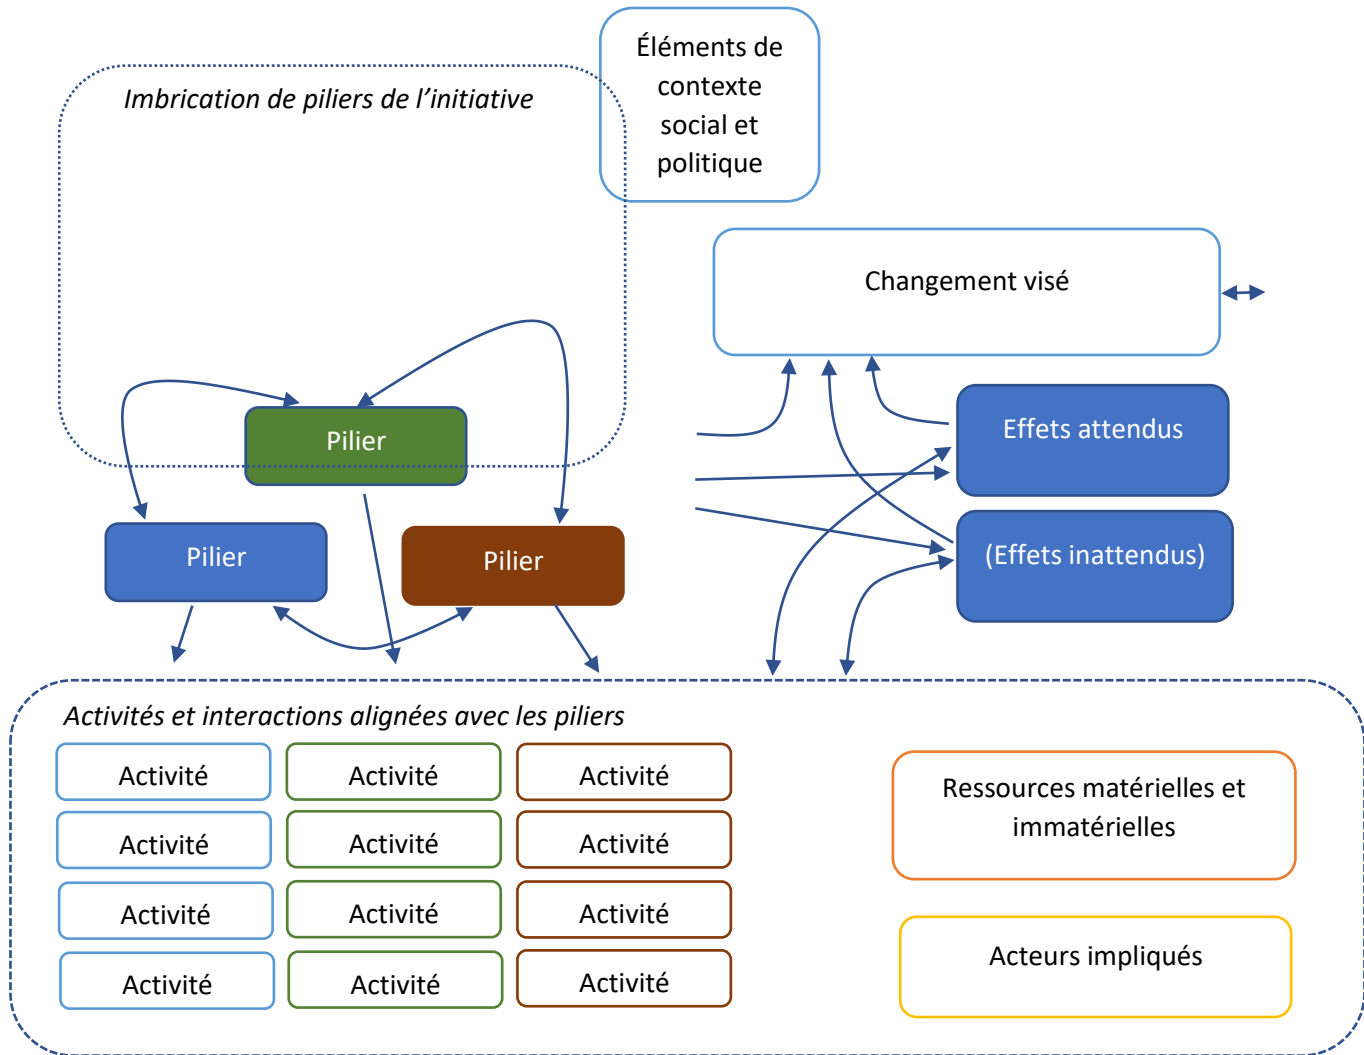 Éléments de
contexte
social et
politique
Imbrication de piliers de l’initiative
Changement visé
Pilier
Effets attendus
Pilier
Pilier
(Effets inattendus)
Activités et interactions alignées avec les piliers
Activité
Activité
Activité
Ressources matérielles et
immatérielles
Activité
Activité
Activité
Activité
Activité
Activité
Acteurs impliqués
Activité
Activité
Activité